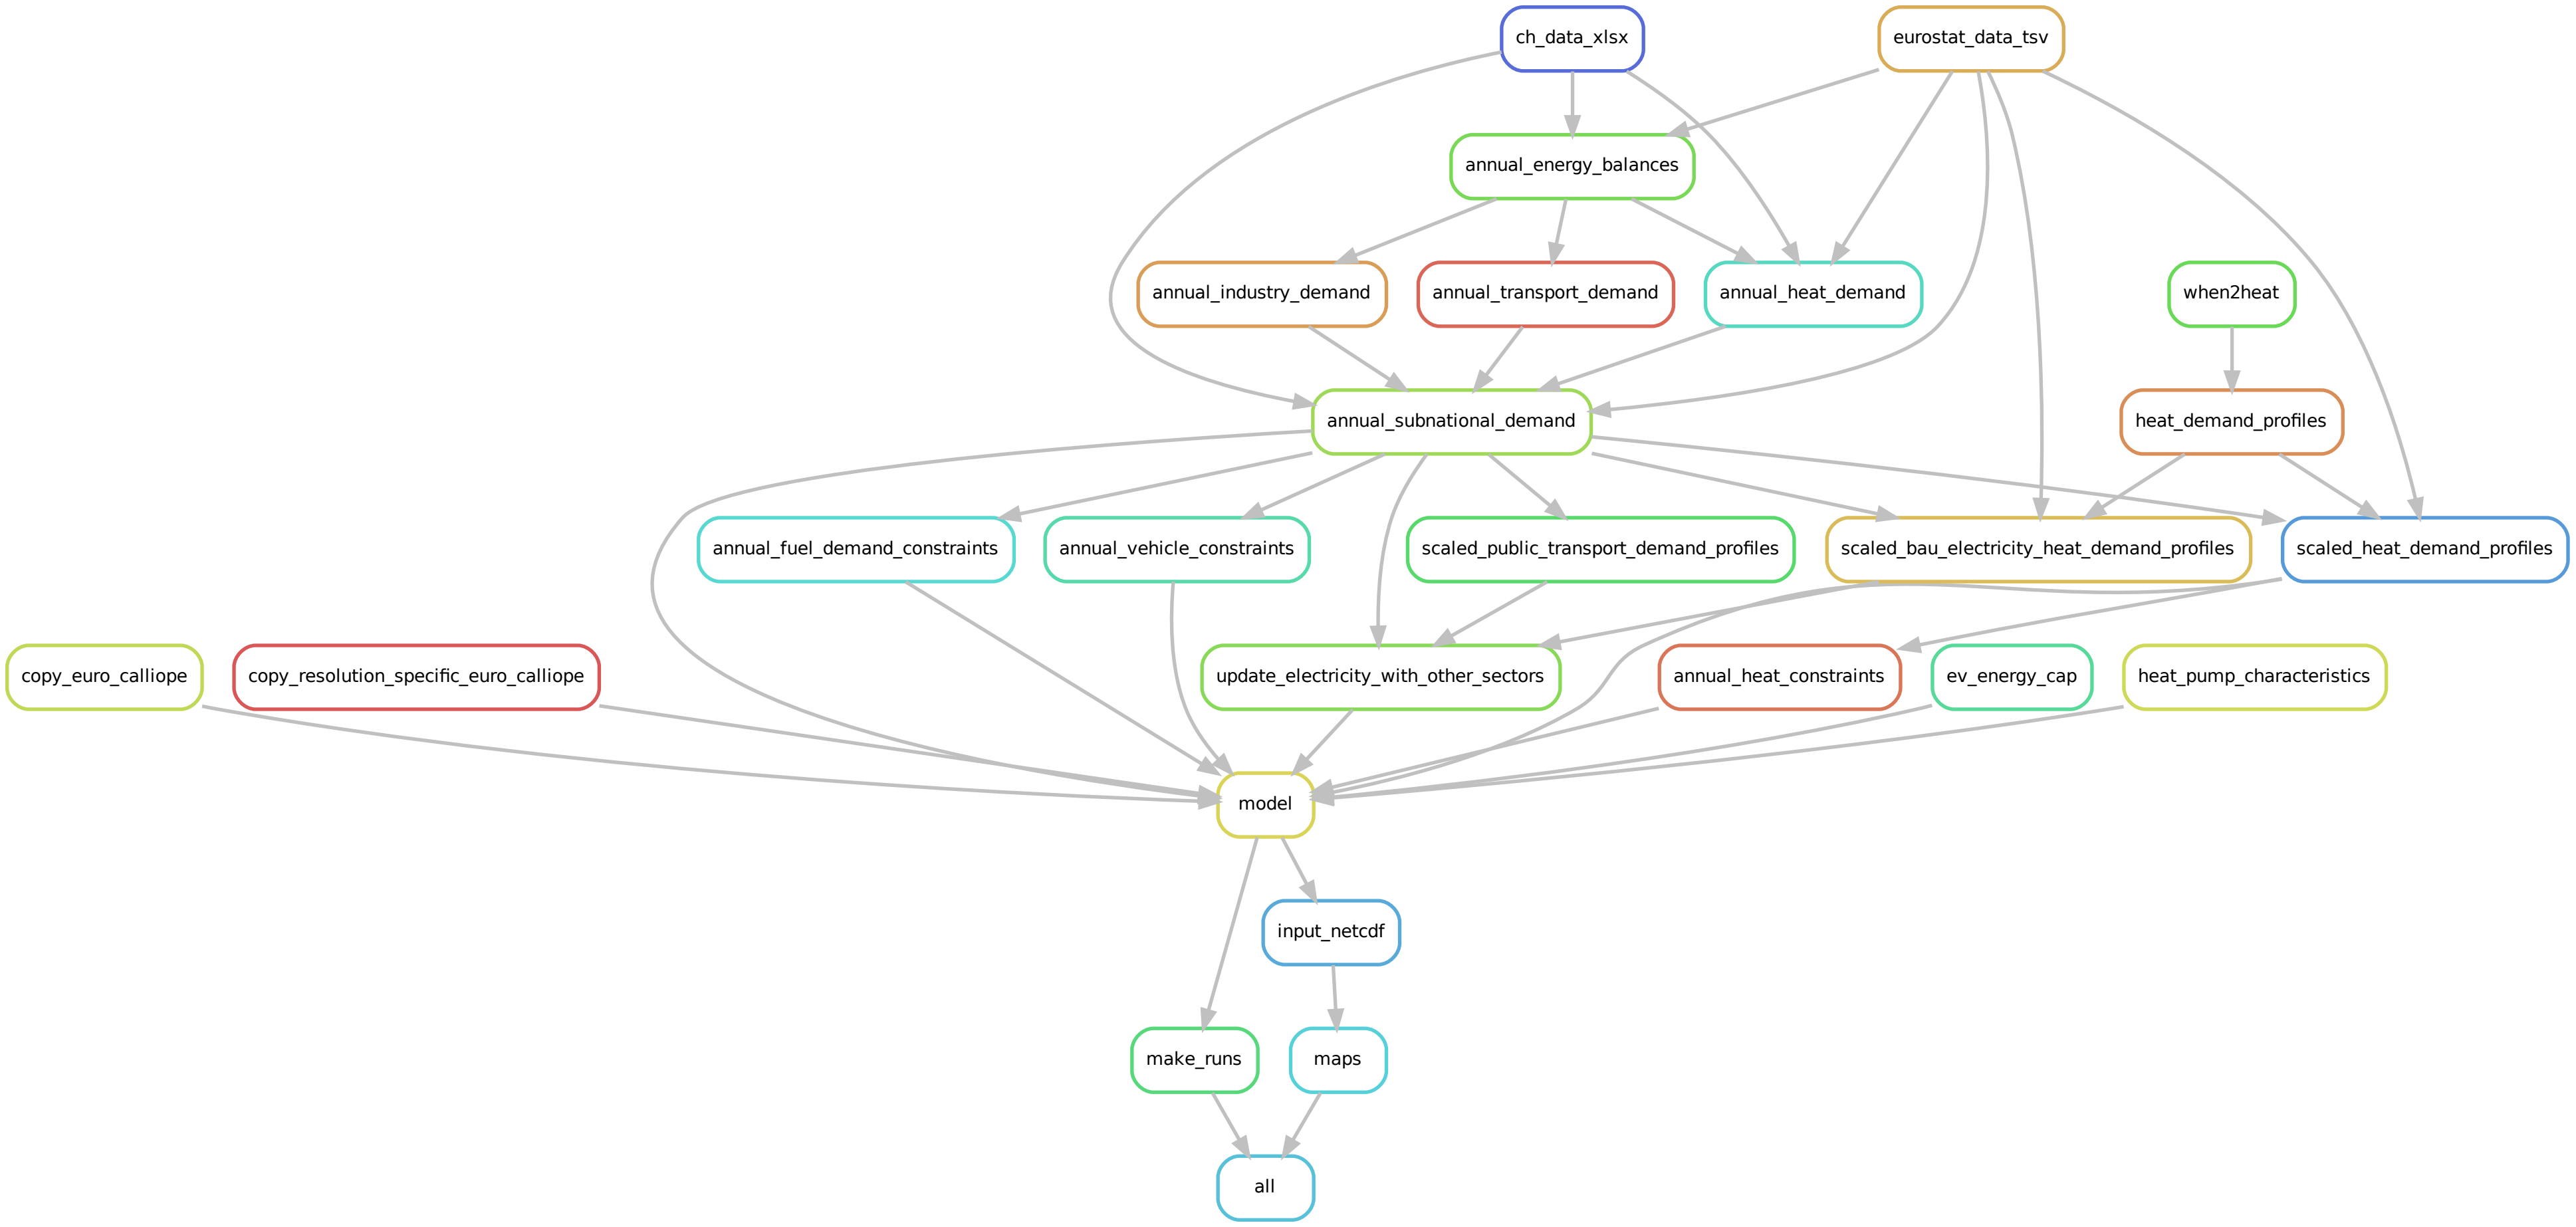 ch_data_xlsx
eurostat_data_tsv
annual_energy_balances
annual_industry_demand
annual_transport_demand
annual_heat_demand
when2heat
annual_subnational_demand
heat_demand_profiles
annual_fuel_demand_constraints
annual_vehicle_constraints
scaled_public_transport_demand_profiles
scaled_bau_electricity_heat_demand_profiles
scaled_heat_demand_profiles
copy_euro_calliope
copy_resolution_specific_euro_calliope
update_electricity_with_other_sectors
annual_heat_constraints
ev_energy_cap
heat_pump_characteristics
model
input_netcdf
make_runs
maps
all